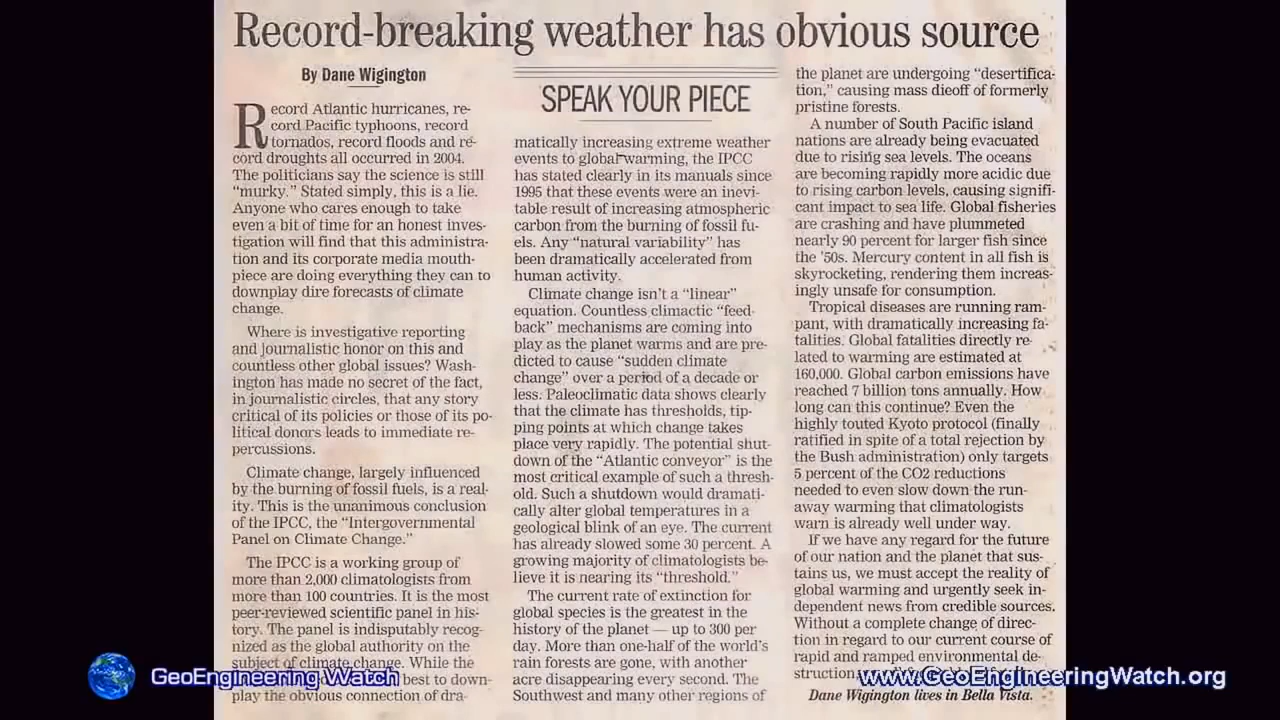 Record-breaking weather has obvious source
By Dane Wigington
Record Atlantic hurricanes, re-
cord Pacific typhoons, record
tornados, record floods and re-
cord droughts all occurred in 2004.
The politicians say the science is still
“murky.” Stated simply, this is a lie.
Anyone who cares enough to take
even a bit of time for an honest inves-
tigation will find that this administra-
tion and its corporate media mouth-
piece are doing everything they can to
downplay dire forecasts of climate
change.
Where is investigative reporting
and journalistic honor on this and
countless other global issues? Wash-
ington has made no secret of the fact,
in journalistic circles, that any story
critical of its policies or those of its po-
litical donors leads to immediate re-
percussions.
Climate change, largely influenced
by the burning of fossil fuels, is a real-
ity. This is the unanimous conclusion
of the IPCC, the “Intergovernmental
Panel on Climate Change.”
The IPCC is a working group of
more than 2,000 climatologists from
more than 100 countries. It is the most
peer-reviewed scientific panel in his-
tory. The panel is indisputably recog-
nized as the global authority on the
subject of climate change. While the
best to down-
play the obvious connection of dra-
SPEAK YOUR PIECE
matically increasing extreme weather
events to global warming, the IPCC
has stated clearly in its manuals since
1995 that these events were an inevi-
table result of increasing atmospheric
carbon from the burning of fossil fu-
els. Any “natural variability” has
been dramatically accelerated from
human activity.
Climate change isn’t a “linear”
equation. Countless climactic “feed-
back” mechanisms are coming into
play as the planet warms and are pre-
dicted to cause “sudden climate
change” over a period of a decade or
less. Paleoclimatic data shows clearly
that the climate has thresholds, tip-
ping points at which change takes
place very rapidly. The potential shut-
down of the “Atlantic conveyor” is the
most critical example of such a thresh-
old. Such a shutdown would dramati-
cally alter global temperatures in a
geological blink of an eye. The current
has already slowed some 30 percent. A
growing majority of climatologists be-
lieve it is nearing its “threshold.”
The current rate of extinction for
global species is the greatest in the
history of the planet — up to 300 per
day. More than one-half of the world’s
rain forests are gone, with another
acre disappearing every second. The
Southwest and many other regions of
the planet are undergoing “desertifica-
tion,” causing mass dieoff of formerly
pristine forests.
A number of South Pacific island
nations are already being evacuated
due to rising sea levels. The oceans
are becoming rapidly more acidic due
to rising carbon levels, causing signifi-
cant impact to sea life. Global fisheries
are crashing and have plummeted
nearly 90 percent for larger fish since
the ’50s. Mercury content in all fish is
skyrocketing, rendering them increas-
ingly unsafe for consumption.
Tropical diseases are running ram-
pant, with dramatically increasing fa-
talities. Global fatalities directly re-
lated to warming are estimated at
160,000. Global carbon emissions have
reached 7 billion tons annually. How
long can this continue? Even the
highly touted Kyoto protocol (finally
ratified in spite of a total rejection by
the Bush administration) only targets
5 percent of the CO2 reductions
needed to even slow down the run-
away warming that climatologists
warn is already well under way.
If we have any regard for the future
of our nation and the planet that sus-
tains us, we must accept the reality of
global warming and urgently seek in-
dependent news from credible sources.
Without a complete change of direc-
tion in regard to our current course of
rapid and ramped environmental de-
struction,
Dane Wigington lives in Bella Vista.
GeoEngineering Watch
www.GeoEngineeringWatch.org